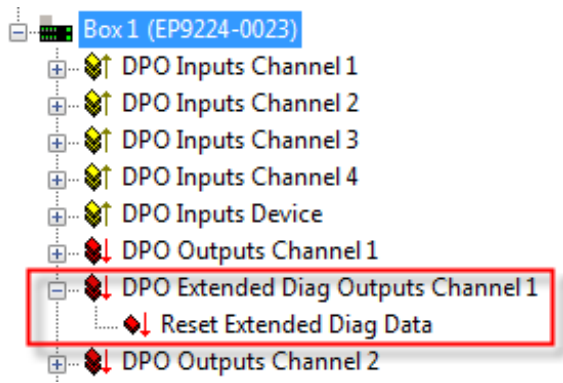 Box 1 (EP9224-0023)
DPO Inputs Channel 1
DPO Inputs Channel 2
DPO Inputs Channel 3
DPO Inputs Channel 4
DPO Inputs Device
DPO Outputs Channel 1
DPO Extended Diag Outputs Channel 1
Reset Extended Diag Data
DPO Outputs Channel 2